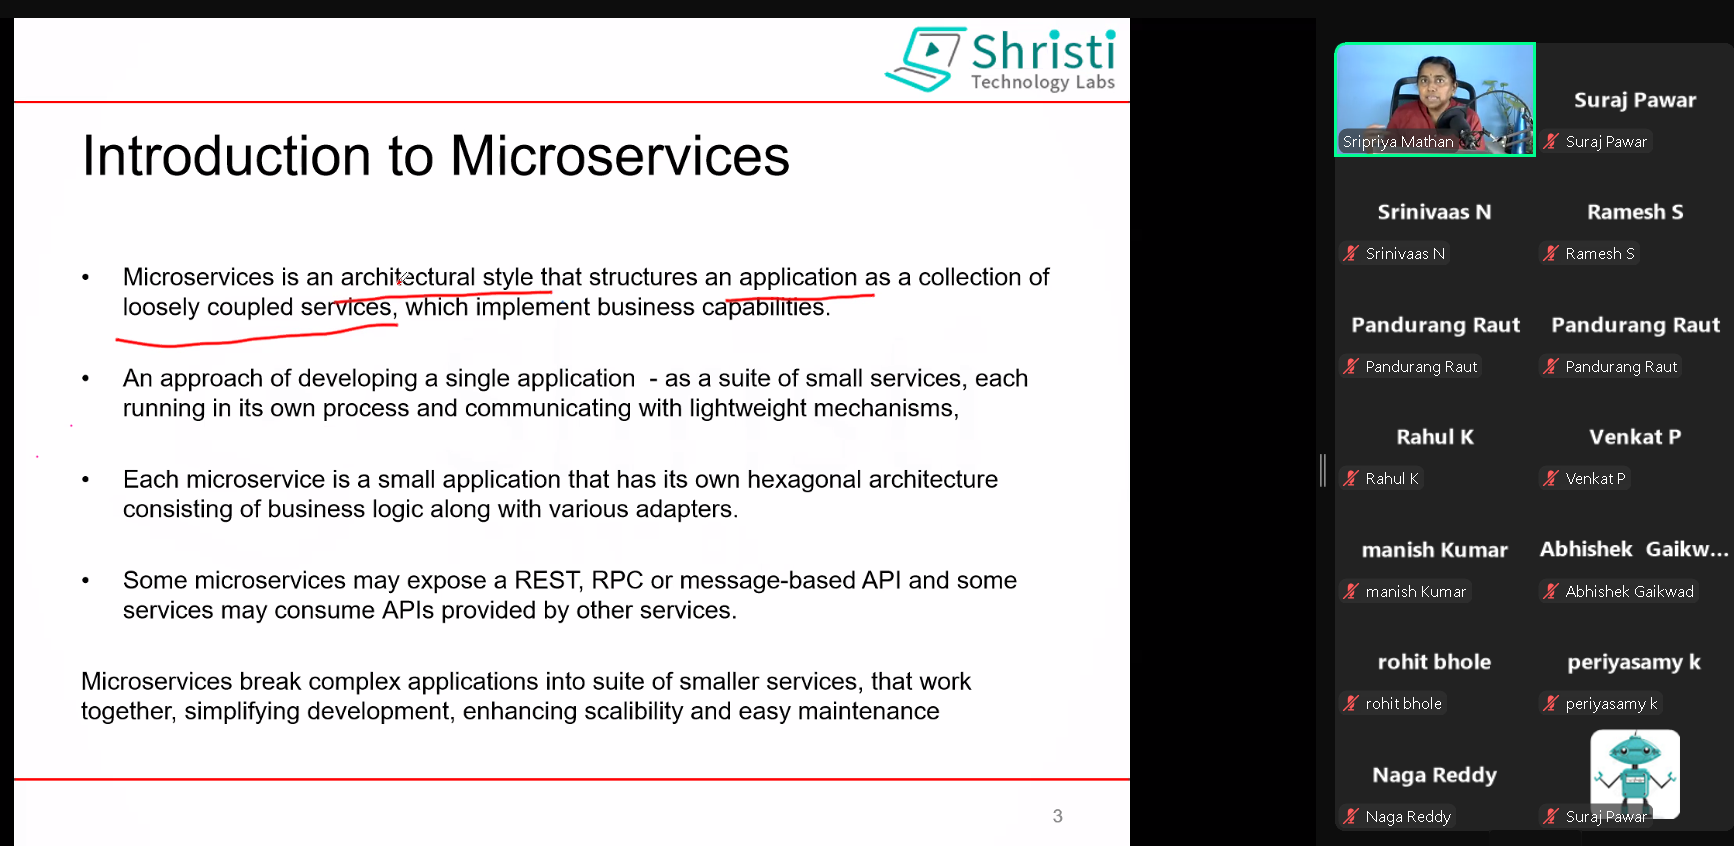 Shristi
Technology Labs
Introduction to Microservices
• Microservices is an architectural style that structures an application as a collection of
loosely coupled services, which implement business capabilities.
• An approach of developing a single application - as a suite of small services, each
running in its own process and communicating with lightweight mechanisms,
• Each microservice is a small application that has its own hexagonal architecture
consisting of business logic along with various adapters.
• Some microservices may expose a REST, RPC or message-based API and some
services may consume APIs provided by other services.
Microservices break complex applications into suite of smaller services, that work
together, simplifying development, enhancing scalibility and easy maintenance
3
Sripriya Mathan
Suraj Pawar
Suraj Pawar
Srinivaas N
Srinivaas N
Ramesh S
Ramesh S
Pandurang Raut
Pandurang Raut
Pandurang Raut
Pandurang Raut
Rahul K
Rahul K
Venkat P
Venkat P
manish Kumar
manish Kumar
Abhishek Gaikw...
Abhishek Gaikwad
rohit bhole
rohit bhole
periyasamy k
periyasamy k
Naga Reddy
Naga Reddy
Suraj Pawar